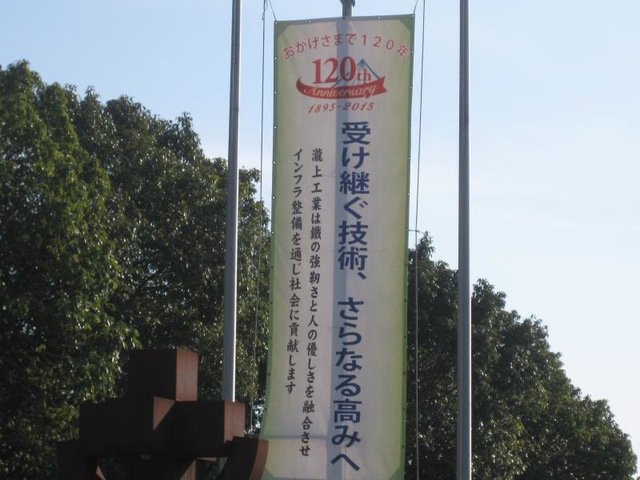 おかげさまで120年
120th
Anniversary
1895-2015
受け継ぐ技術、さらなる高みへ
瀧上工業は鐵の強靭さと人の優しさを融合させ
インフラ整備を通じ社会に貢献します